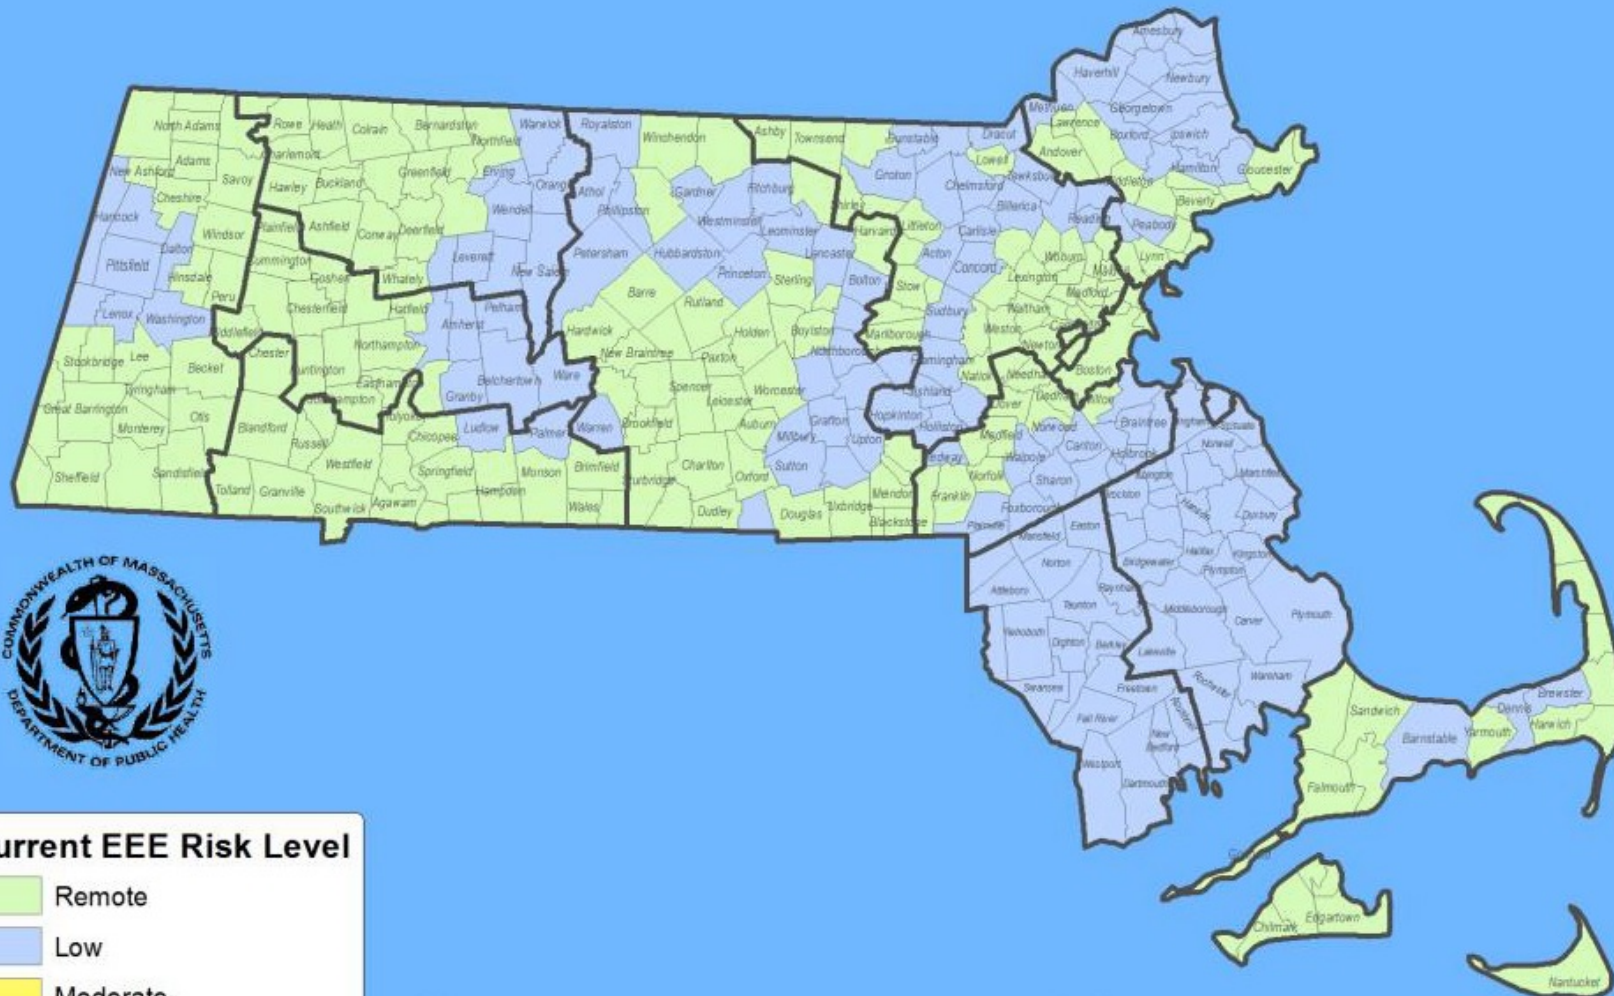 Amesbury
Haverhill
Newbury
Methuen
Georgetown
Lawrence
Boxford
Ipswich
Andover
Hamilton
Gloucester
Beverly
Peabody
Lynn
North Adams
Rowe
Heath
Colrain
Bernardston
Northfield
Warwick
Royalston
Winchendon
Ashby
Townsend
Dunstable
Dracut
Lowell
Adams
New Ashford
Savoy
Cheshire
Charlemont
Hawley
Buckland
Greenfield
Erving
Orange
Athol
Phillipston
Gardner
Fitchburg
Westminster
Leominster
Groton
Chelmsford
Billerica
Shirley
Littleton
Harvard
Carlisle
Reading
Hancock
Windsor
Dalton
Pittsfield
Hinsdale
Peru
Plainfield
Ashfield
Conway
Deerfield
Wendell
Leverett
New Salem
Petersham
Hubbardston
Princeton
Sterling
Lancaster
Bolton
Acton
Concord
Stow
Lexington
Woburn
Medford
Goshen
Whately
Chesterfield
Hatfield
Pelham
Amherst
Barre
Rutland
Holden
Boylston
Sudbury
Waltham
Weston
Newton
Marlborough
Northborough
Framingham
Lenox
Washington
Middlefield
Northampton
Hardwick
New Braintree
Paxton
Stockbridge
Lee
Becket
Chester
Huntington
Belchertown
Ware
Granby
Spencer
Worcester
Leicester
Natick
Needham
Boston
Ashland
Hopkinton
Holliston
Dover
Dedham
Milton
Tyringham
Great Barrington
Monterey
Otis
Blandford
Russell
Chicopee
Ludlow
Palmer
Warren
Brookfield
Auburn
Millbury
Grafton
Upton
Medfield
Norwood
Braintree
Canton
Holbrook
Walpole
Norwell
Sheffield
Sandisfield
Tolland
Granville
Westfield
Southwick
Agawam
Springfield
Hampden
Monson
Brimfield
Wales
Sturbridge
Charlton
Oxford
Sutton
Dudley
Douglas
Uxbridge
Mendon
Blackstone
Franklin
Norfolk
Medway
Sharon
Foxborough
Plainville
Mansfield
Easton
Duxbury
Norton
Bridgewater
Halifax
Kingston
Plympton
Attleboro
Raynham
Taunton
Middleborough
Carver
Plymouth
Rehoboth
Dighton
Berkley
Lakeville
Swansea
Freetown
Rochester
Wareham
Fall River
New
Bedford
Westport
Dartmouth
Sandwich
Barnstable
Yarmouth
Dennis
Brewster
Harwich
Falmouth
Chilmark
Edgartown
Nantucket
COMMONWEALTH OF MASSACHUSETTS
DEPARTMENT OF PUBLIC HEALTH
urrent EEE Risk Level
Remote
Low
Moderate